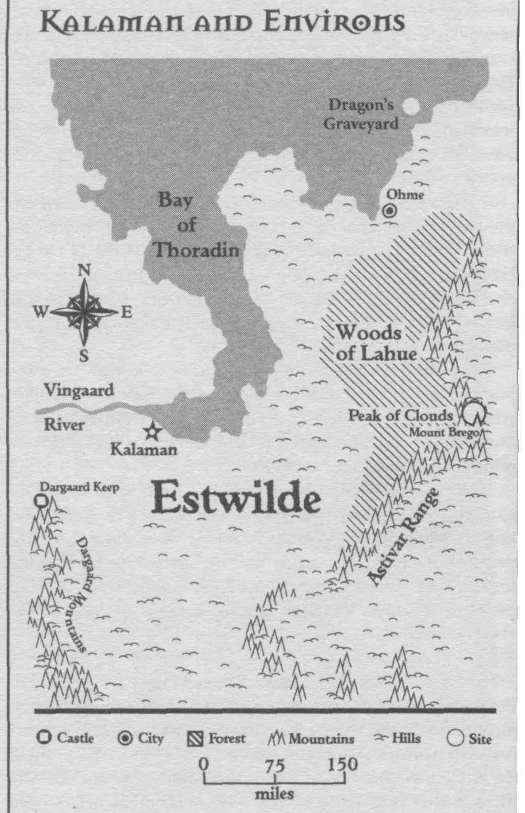 Kalaman and Environs
Dragon's
Graveyard
Ohme
Bay
of
Thoradin
N
W E
S
Woods
of Lahue
Vingaard
River
Peak of Clouds
Mount Brego
Kalaman
Dargaard Keep
Estwilde
Astivar Range
Dargaard Mountains
Castle City Forest Mountains Hills Site
0 75 150
miles